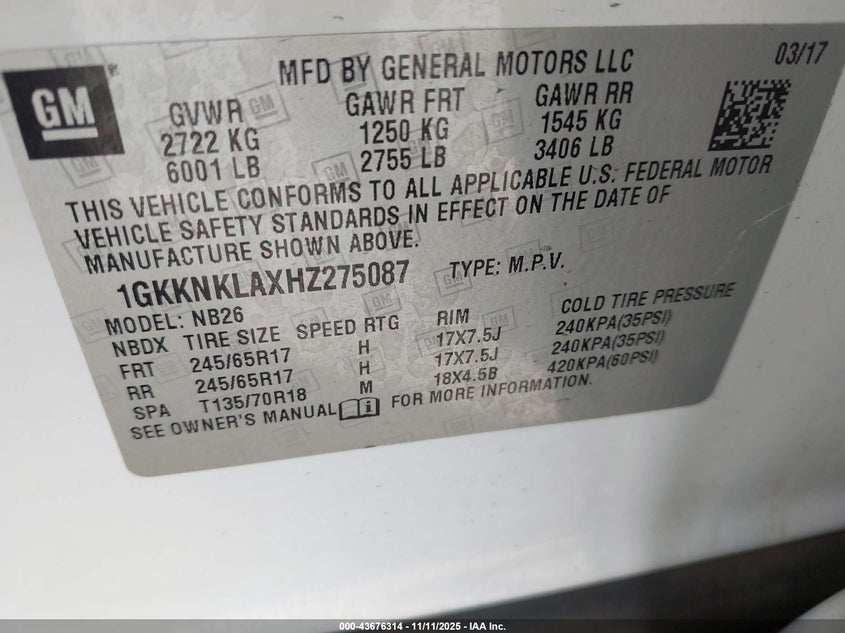 GM
MFD BY GENERAL MOTORS LLC 03/17
GVWR GAWR FRT GAWR RR
2722 KG 1250 KG 1545 KG
6001 LB 2755 LB 3406 LB
THIS VEHICLE CONFORMS TO ALL APPLICABLE U.S. FEDERAL MOTOR
VEHICLE SAFETY STANDARDS IN EFFECT ON THE DATE OF
MANUFACTURE SHOWN ABOVE.
1GKKNKLAXHZ275087 TYPE: M.P.V.
MODEL: NB26
NBDX TIRE SIZE SPEED RTG RIM COLD TIRE PRESSURE
FRT 245/65R17 H 17X7.5J 240KPA(35PSI)
RR 245/65R17 H 17X7.5J 240KPA(35PSI)
SPA T135/70R18 M 18X4.5B 420KPA(60PSI)
SEE OWNER'S MANUAL FOR MORE INFORMATION.
000-43676314 - 11/11/2025 - IAA Inc.